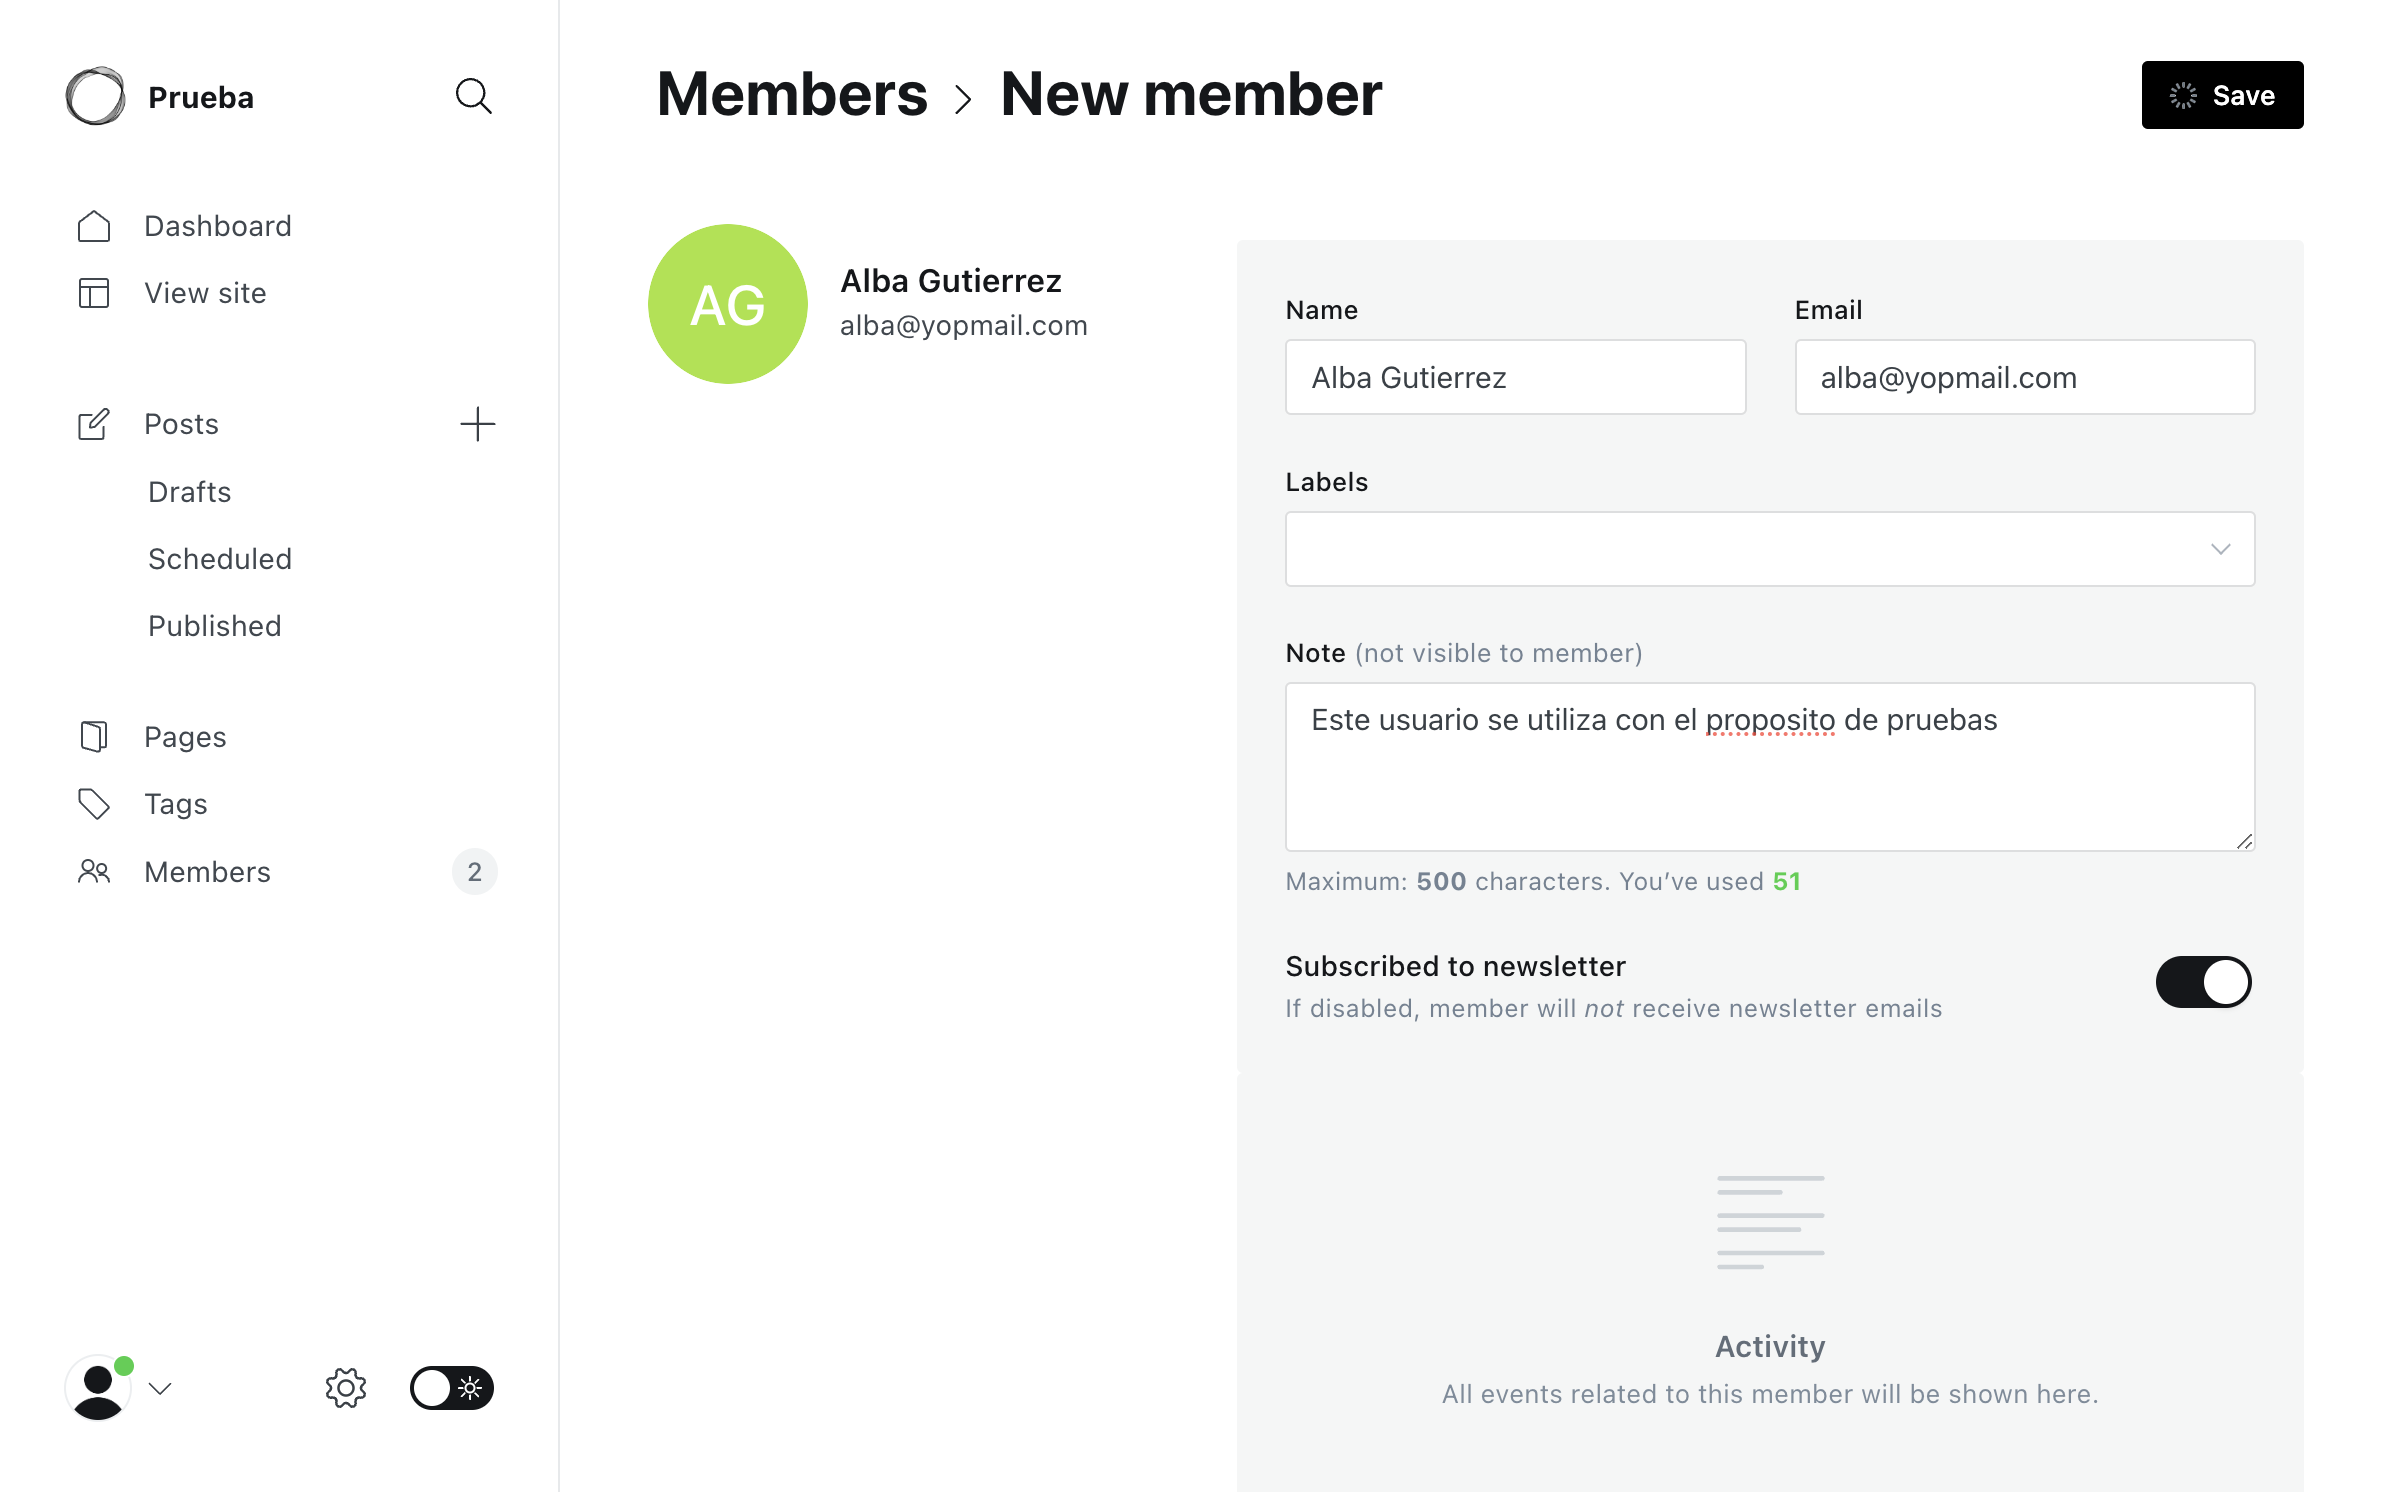 Prueba
Members > New member
Save
Dashboard
View site
Posts
Drafts
Scheduled
Published
Pages
Tags
Members 2
AG
Alba Gutierrez
alba@yopmail.com
Name
Alba Gutierrez
Email
alba@yopmail.com
Labels
Note (not visible to member)
Este usuario se utiliza con el proposito de pruebas
Maximum: 500 characters. You’ve used 51
Subscribed to newsletter
If disabled, member will not receive newsletter emails
Activity
All events related to this member will be shown here.